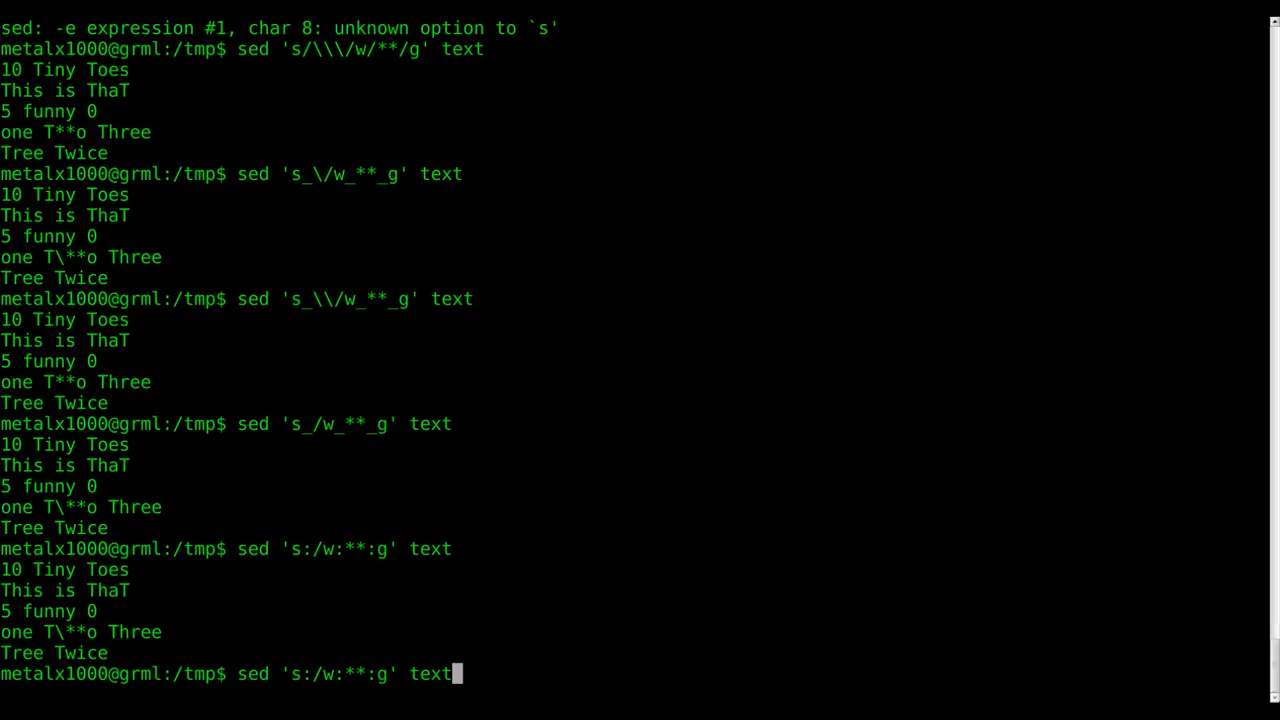 sed: -e expression #1, char 8: unknown option to `s'
metalx1000@grml:/tmp$ sed 's/\\\/w/**/g' text
10 Tiny Toes
This is ThaT
5 funny 0
one T**o Three
Tree Twice
metalx1000@grml:/tmp$ sed 's_\/w_**_g' text
10 Tiny Toes
This is ThaT
5 funny 0
one T\**o Three
Tree Twice
metalx1000@grml:/tmp$ sed 's_\\/w_**_g' text
10 Tiny Toes
This is ThaT
5 funny 0
one T**o Three
Tree Twice
metalx1000@grml:/tmp$ sed 's_/w_**_g' text
10 Tiny Toes
This is ThaT
5 funny 0
one T\**o Three
Tree Twice
metalx1000@grml:/tmp$ sed 's:/w:**:g' text
10 Tiny Toes
This is ThaT
5 funny 0
one T\**o Three
Tree Twice
metalx1000@grml:/tmp$ sed 's:/w:**:g' text